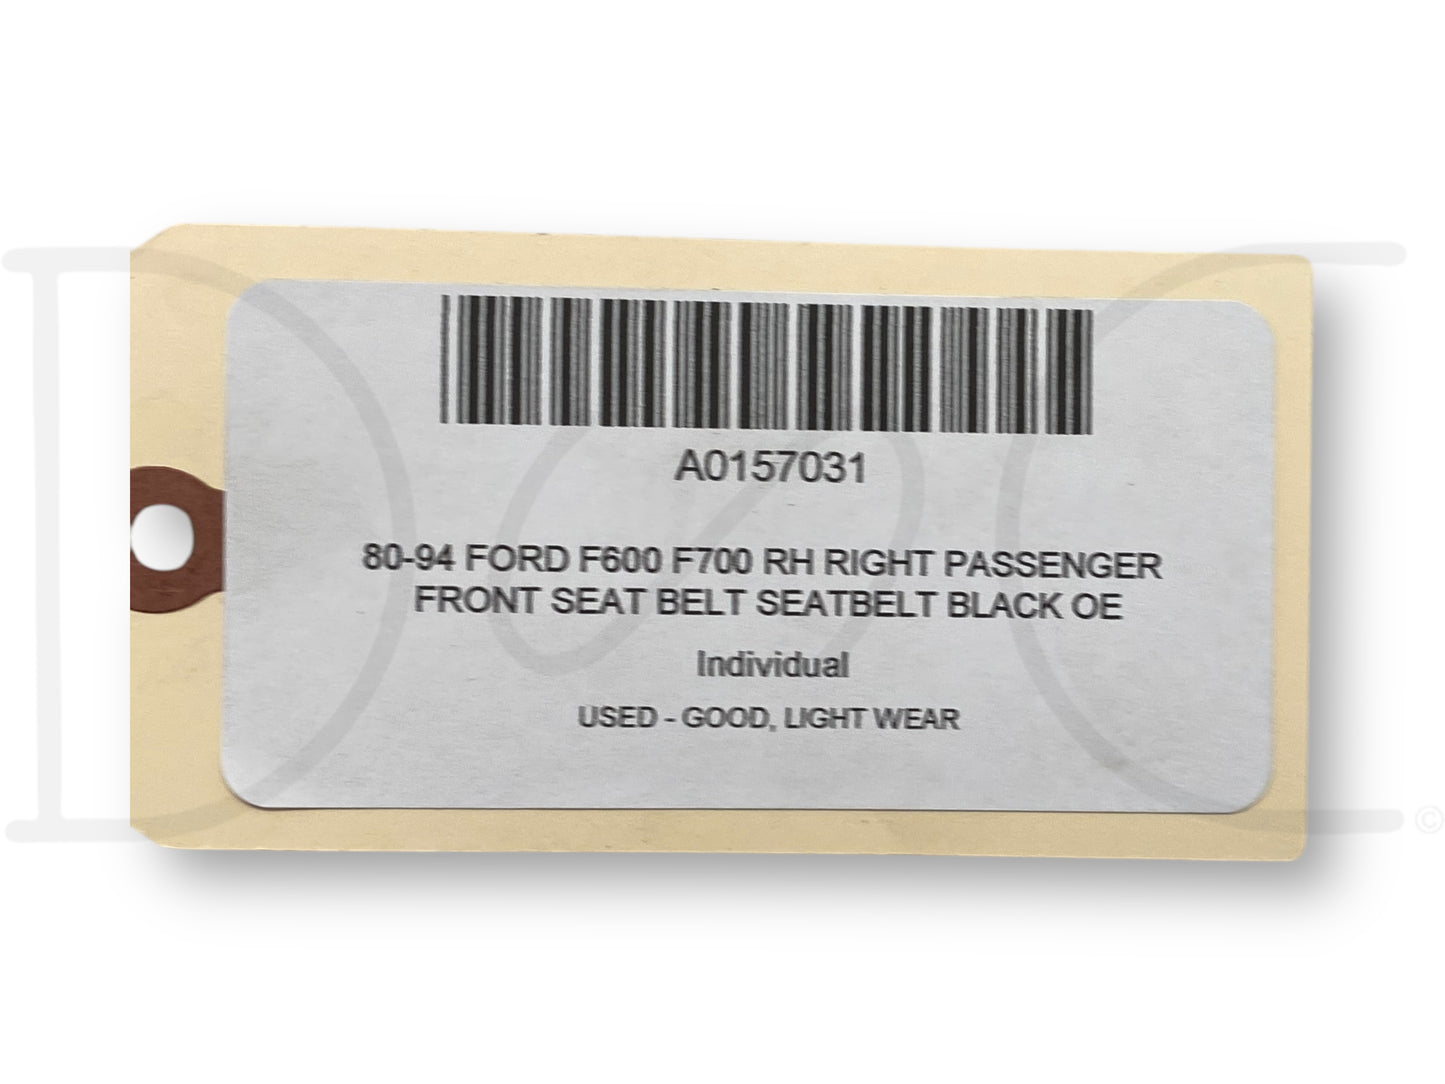 A0157031
80-94 FORD F600 F700 RH RIGHT PASSENGER
FRONT SEAT BELT SEATBELT BLACK OE
Individual
USED - GOOD, LIGHT WEAR
©